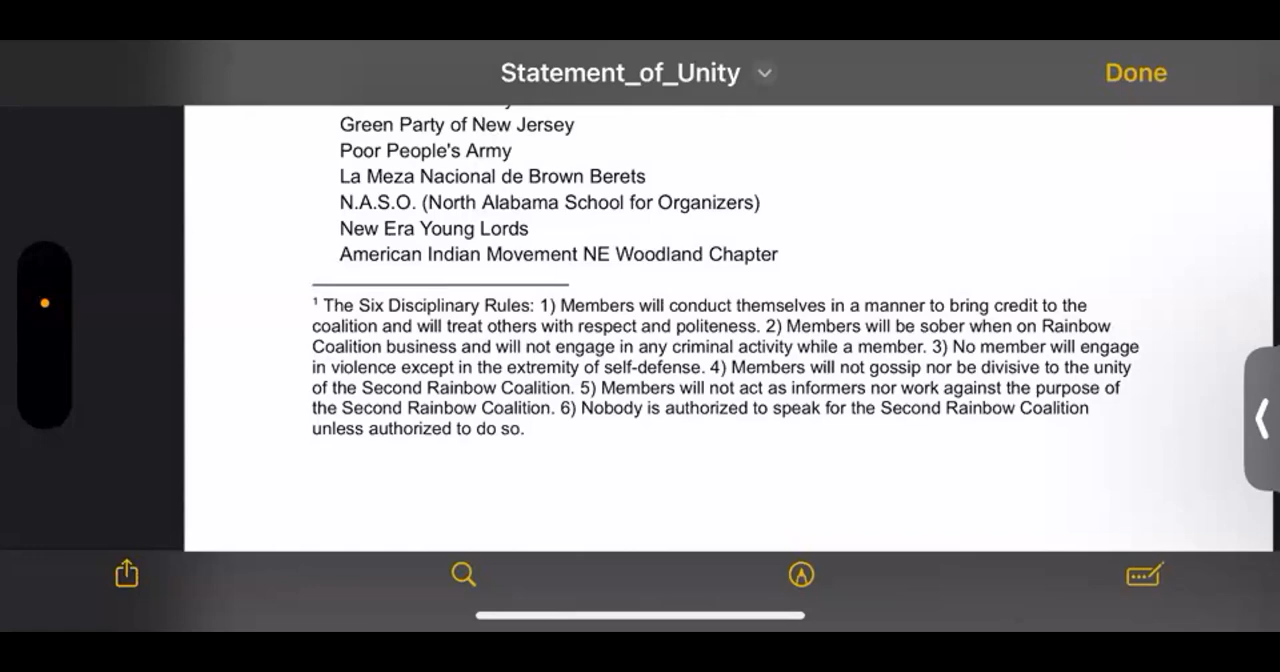 Statement_of_Unity
Done
Green Party of New Jersey
Poor People's Army
La Meza Nacional de Brown Berets
N.A.S.O. (North Alabama School for Organizers)
New Era Young Lords
American Indian Movement NE Woodland Chapter
1 The Six Disciplinary Rules: 1) Members will conduct themselves in a manner to bring credit to the
coalition and will treat others with respect and politeness. 2) Members will be sober when on Rainbow
Coalition business and will not engage in any criminal activity while a member. 3) No member will engage
in violence except in the extremity of self-defense. 4) Members will not gossip nor be divisive to the unity
of the Second Rainbow Coalition. 5) Members will not act as informers nor work against the purpose of
the Second Rainbow Coalition. 6) Nobody is authorized to speak for the Second Rainbow Coalition
unless authorized to do so.